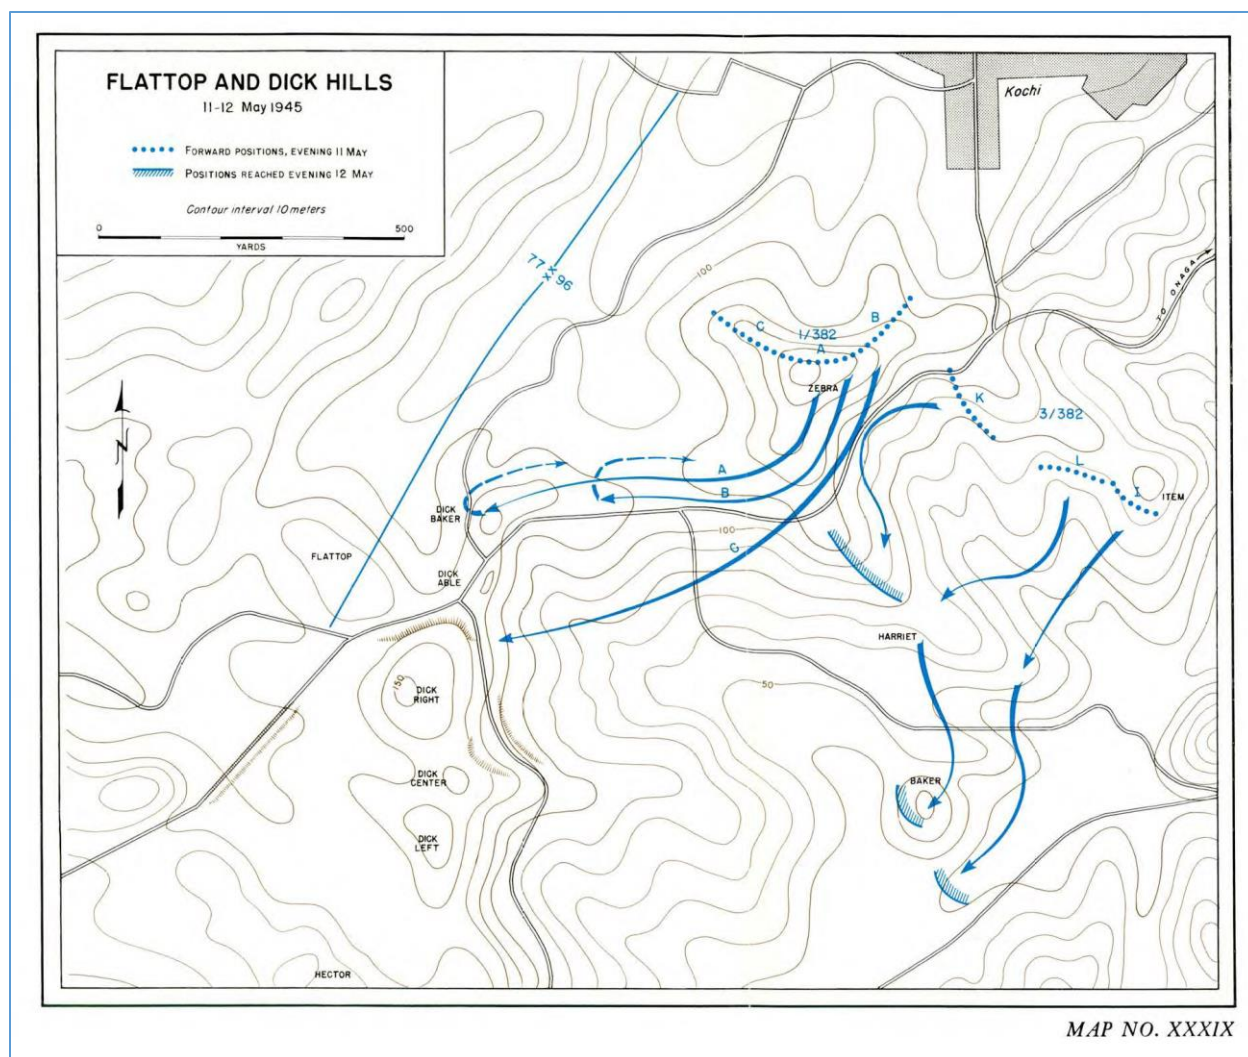 FLATTOP AND DICK HILLS
11-12 May 1945
FORWARD POSITIONS, EVENING 11 MAY
POSITIONS REACHED EVENING 12 MAY
Contour interval 10 meters
0
500
YARDS
Kochi
TO ONAGA
77 96
100
B
C
1/382
A
ZEBRA
K
3/382
L
I
ITEM
N
A
B
DICK
BAKER
100
FLATTOP
DICK
ABLE
C
HARRIET
150
DICK
RIGHT
50
DICK
CENTER
BAKER
DICK
LEFT
HECTOR
MAP NO. XXXIX